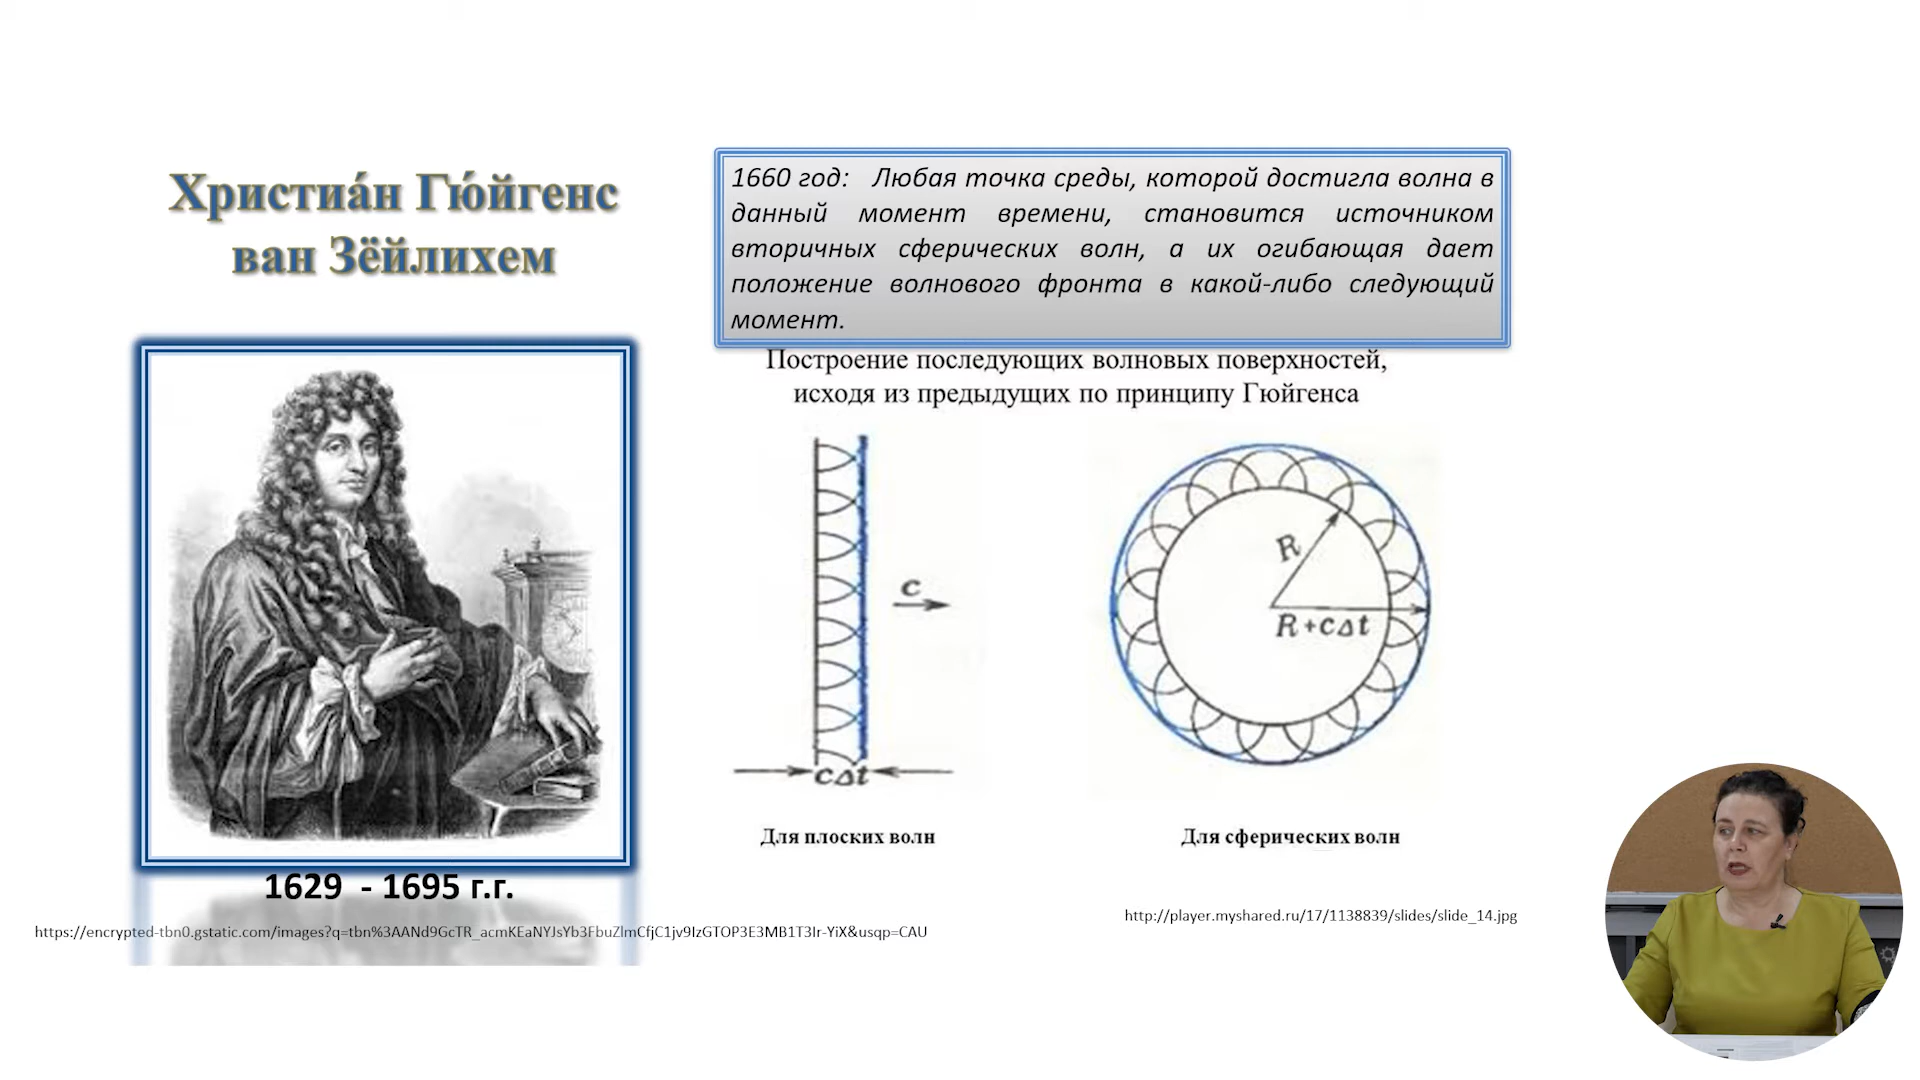 Христиа́н Гю́йгенс
ван Зёйлихем
1629 - 1695 г.г.
https://encrypted-tbn0.gstatic.com/images?q=tbn%3AANd9GcTR_acmKEaNYJsYb3FbuZlmCfjC1jv9IzGTOP3E3MB1T3Ir-YiX&usqp=CAU
1660 год: Любая точка среды, которой достигла волна в
данный момент времени, становится источником
вторичных сферических волн, а их огибающая дает
положение волнового фронта в какой-либо следующий
момент.
Построение последующих волновых поверхностей,
исходя из предыдущих по принципу Гюйгенса
c
cΔt
R
R+cΔt
Для плоских волн
Для сферических волн
http://player.myshared.ru/17/1138839/slides/slide_14.jpg